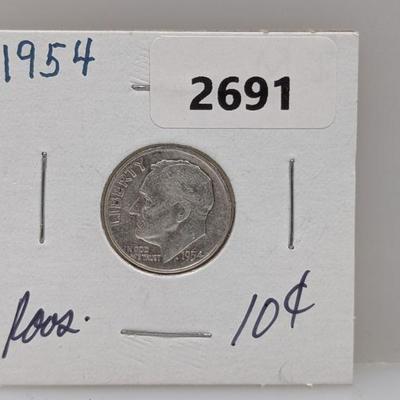 1954
2691
LIBERTY
IN GOD
WE TRUST
1954
Roos.
10¢